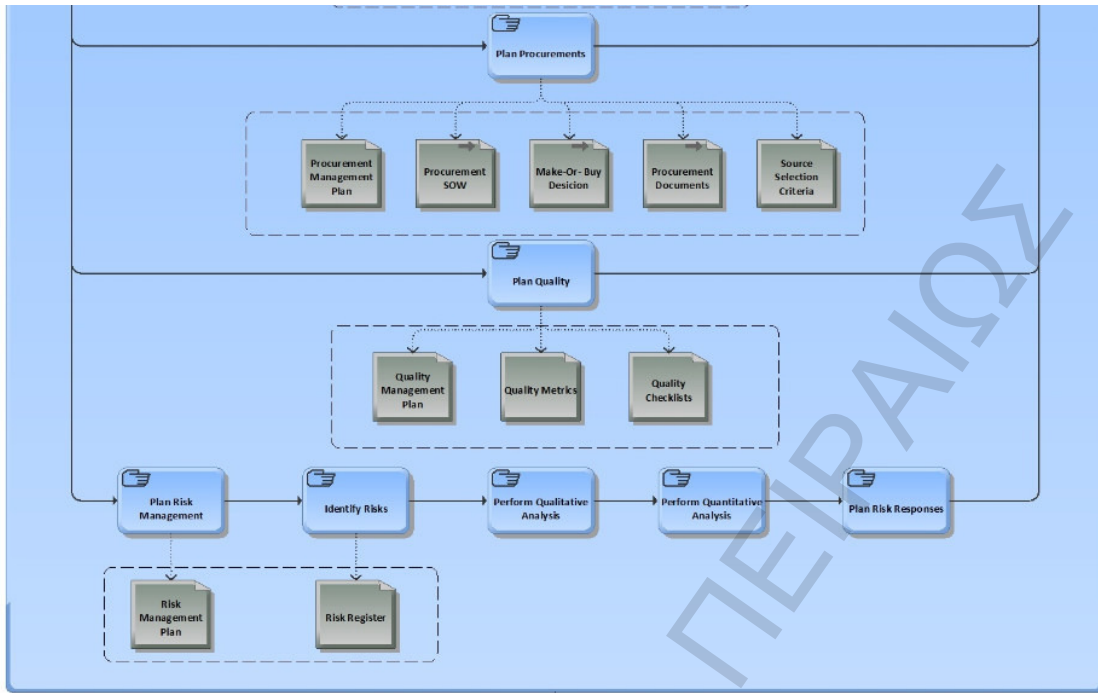 Plan Procurements
Procurement
Management
Plan
Procurement
SOW
Make-Or- Buy
Desicion
Procurement
Documents
Source
Selection
Criteria
Plan Quality
Quality
Management
Plan
Quality Metrics
Quality
Checklists
Plan Risk
Management
Identify Risks
Perform Qualitative
Analysis
Perform Quantitative
Analysis
Plan Risk Responses
Risk
Management
Plan
Risk Register
ΠΕΙΡΑΙΩΣ